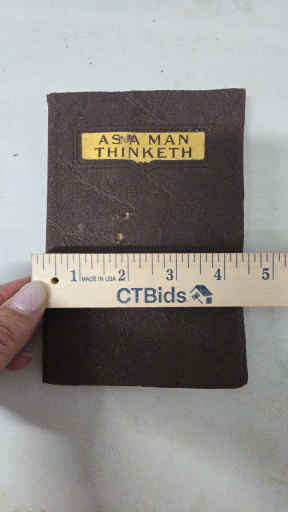 AS A MAN
THINKETH
1 MADE IN USA 2 3 4 5
CTBids